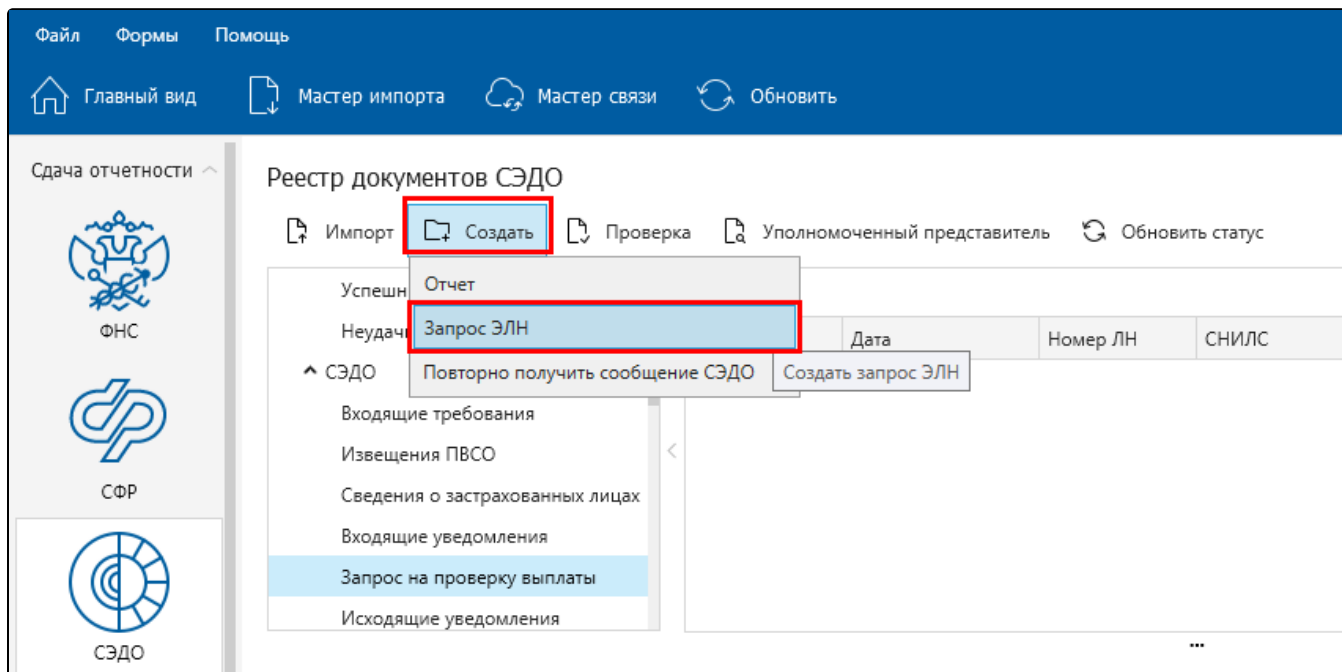 Файл Формы Помощь
Главный вид Мастер импорта Мастер связи Обновить
Сдача отчетности
ФНС
СФР
СЭДО
Реестр документов СЭДО
Импорт Создать Проверка Уполномоченный представитель Обновить статус
Отчет
Запрос ЭЛН
Повторно получить сообщение СЭДО
Создать запрос ЭЛН
Дата Номер ЛН СНИЛС
СЭДО
Входящие требования
Извещения ПВСО
Сведения о застрахованных лицах
Входящие уведомления
Запрос на проверку выплаты
Исходящие уведомления
...